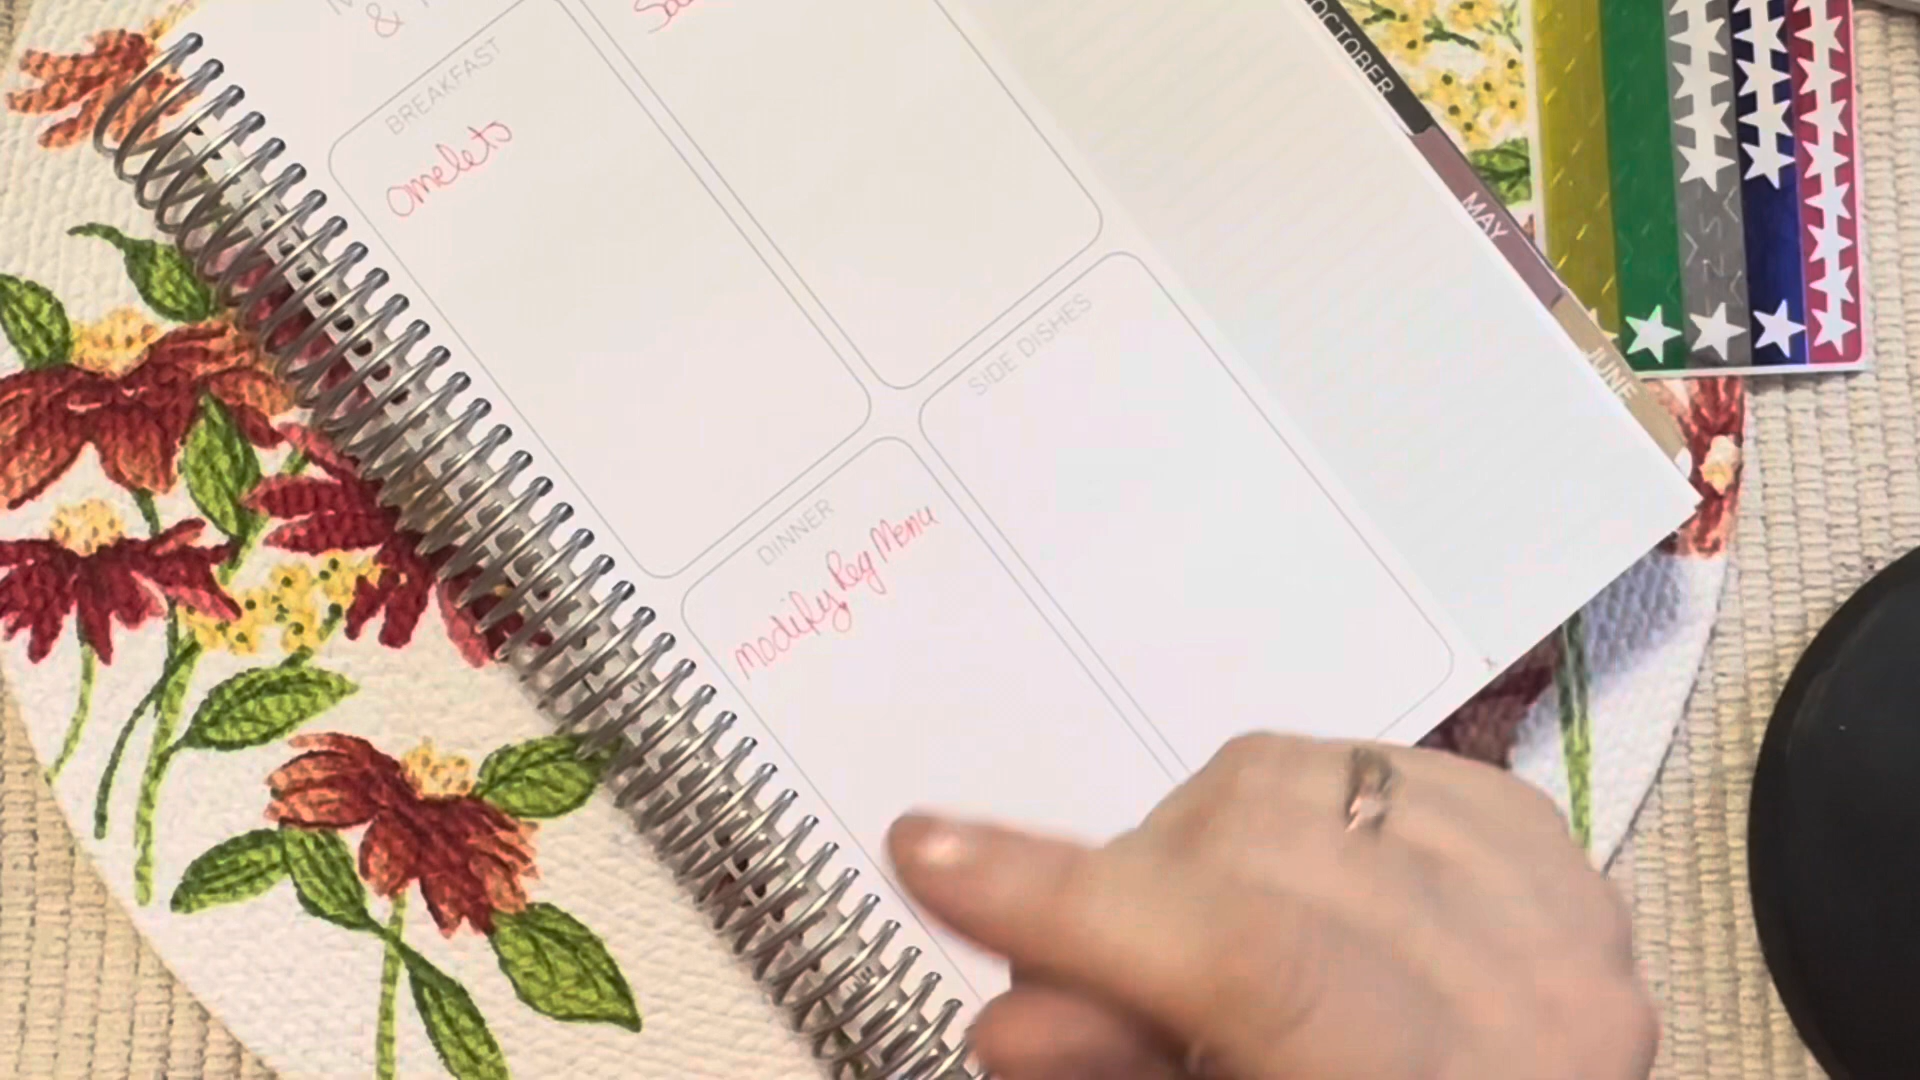 &
BREAKFAST
omelets
SIDE DISHES
DINNER
modify Reg Menu
OCTOBER
MAY
JUNE